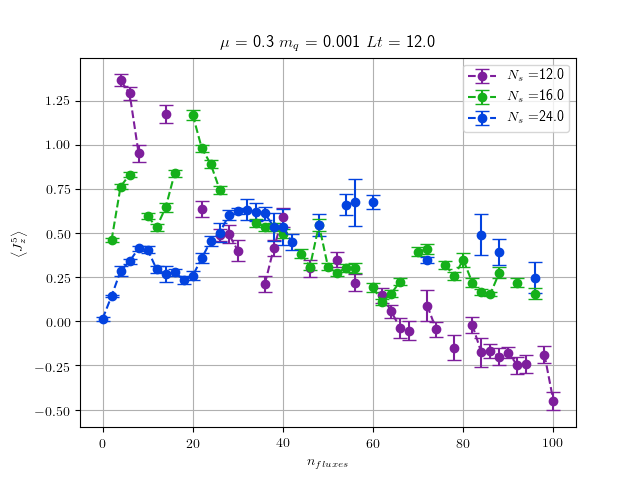 μ = 0.3 m_q = 0.001 Lt = 12.0
N_s =12.0
N_s =16.0
N_s =24.0
1.25
1.00
0.75
0.50
0.25
0.00
−0.25
−0.50
⟨J_z^5⟩
0 20 40 60 80 100
n_{fluxes}